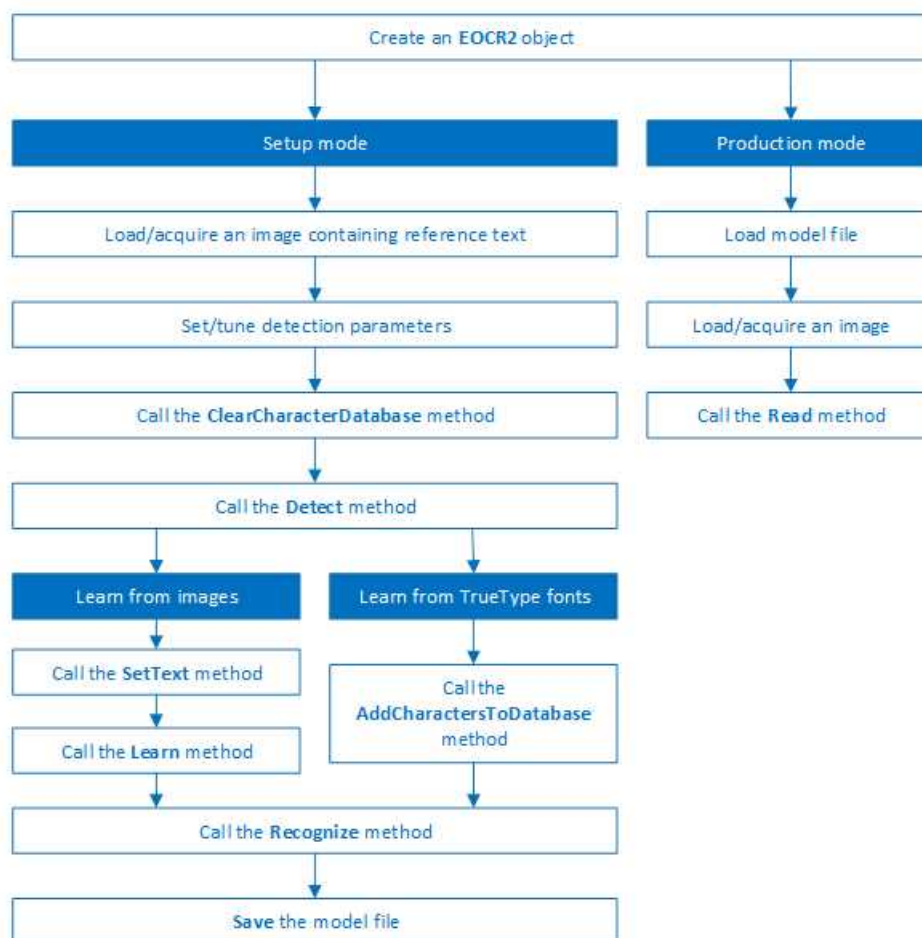 Create an EOCR2 object
Setup mode
Production mode
Load/acquire an image containing reference text
Load model file
Set/tune detection parameters
Load/acquire an image
Call the ClearCharacterDatabase method
Call the Read method
Call the Detect method
Learn from images
Learn from TrueType fonts
Call the SetText method
Call the
AddCharactersToDatabase
method
Call the Learn method
Call the Recognize method
Save the model file